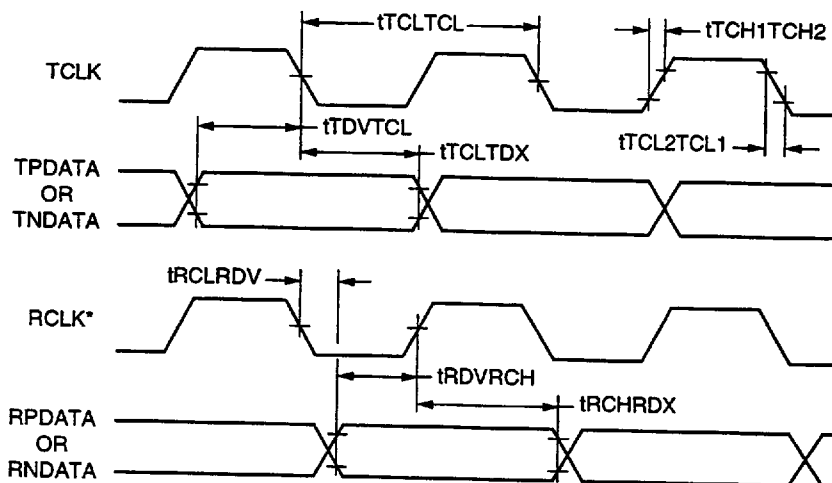 tTCLTCL
tTCH1TCH2
TCLK
tTDVTCL
tTCL2TCL1
tTCLTDX
TPDATA
OR
TNDATA
tRCLRDV
RCLK*
tRDVRCH
tRCHRDX
RPDATA
OR
RNDATA